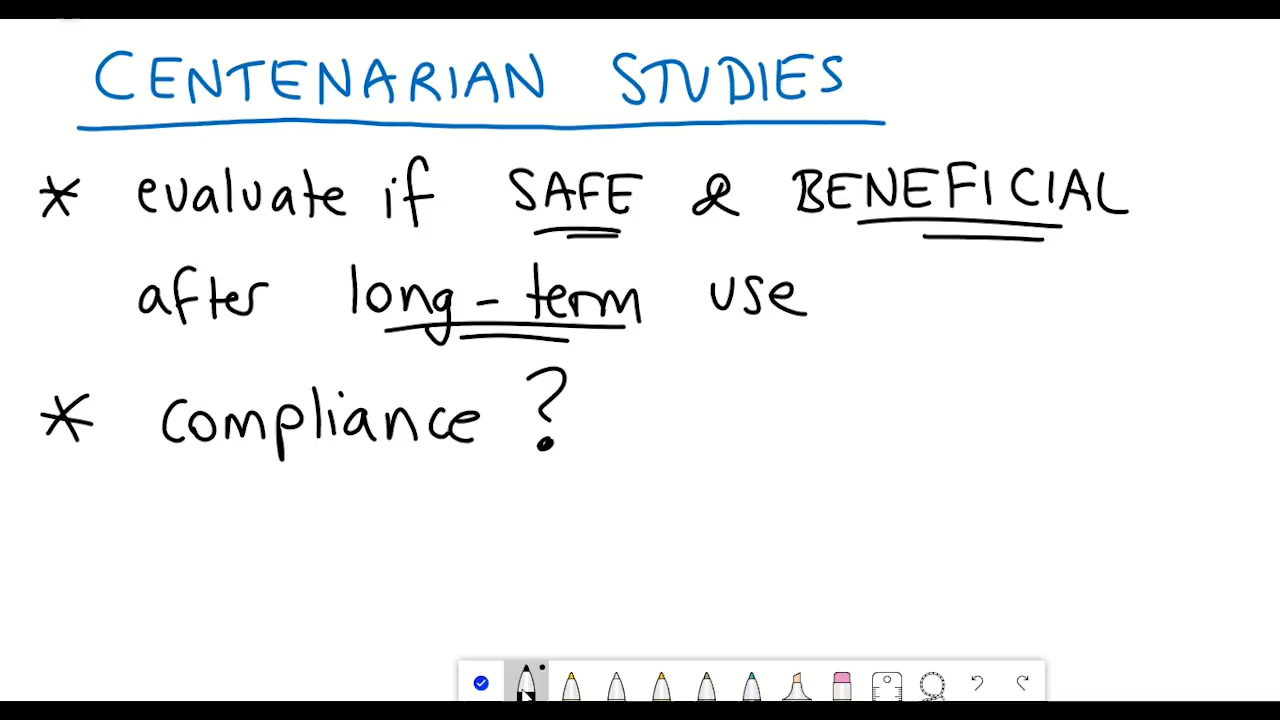 CENTENARIAN STUDIES
* evaluate if SAFE & BENEFICIAL
after long-term use
* compliance?